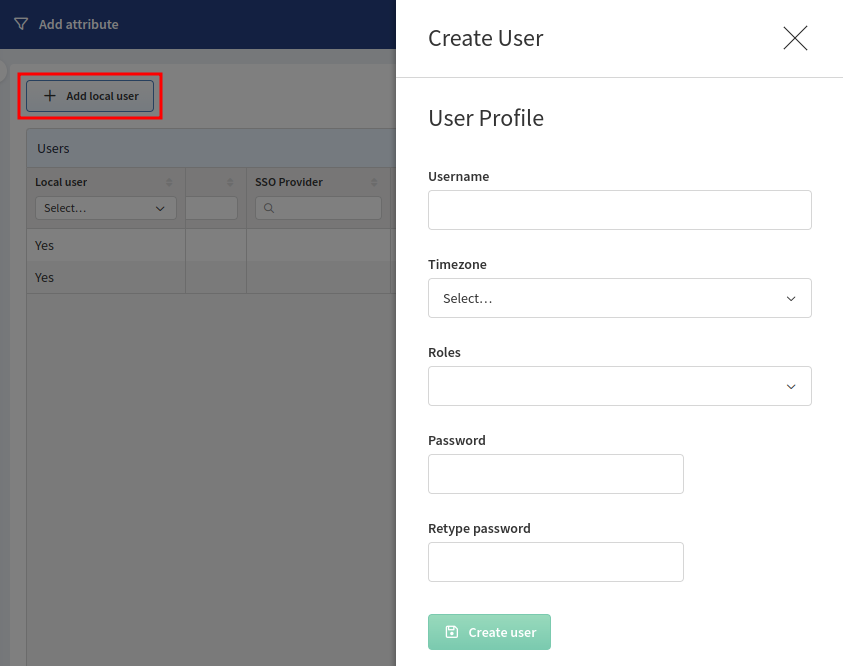 Add attribute
Add local user
Users
Local user
SSO Provider
Select...
Yes
Yes
Create User
User Profile
Username
Timezone
Select...
Roles
Password
Retype password
Create user